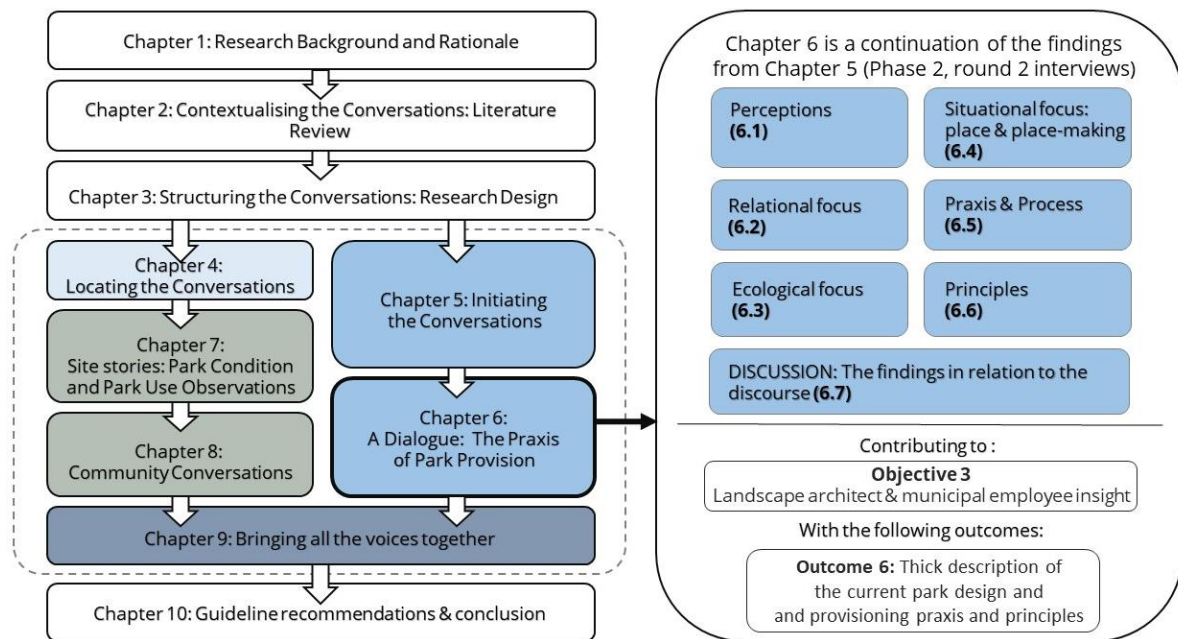 Chapter 1: Research Background and Rationale
Chapter 2: Contextualising the Conversations: Literature
Review
Chapter 3: Structuring the Conversations: Research Design
Chapter 4:
Locating the Conversations
Chapter 7:
Site stories: Park Condition
and Park Use Observations
Chapter 8:
Community Conversations
Chapter 5: Initiating
the Conversations
Chapter 6:
A Dialogue: The Praxis
of Park Provision
Chapter 9: Bringing all the voices together
Chapter 10: Guideline recommendations & conclusion
Chapter 6 is a continuation of the findings
from Chapter 5 (Phase 2, round 2 interviews)
Perceptions
(6.1)
Situational focus:
place & place-making
(6.4)
Relational focus
(6.2)
Praxis & Process
(6.5)
Ecological focus
(6.3)
Principles
(6.6)
DISCUSSION: The findings in relation to the
discourse (6.7)
Contributing to :
Objective 3
Landscape architect & municipal employee insight
With the following outcomes:
Outcome 6: Thick description of
the current park design and
and provisioning praxis and principles